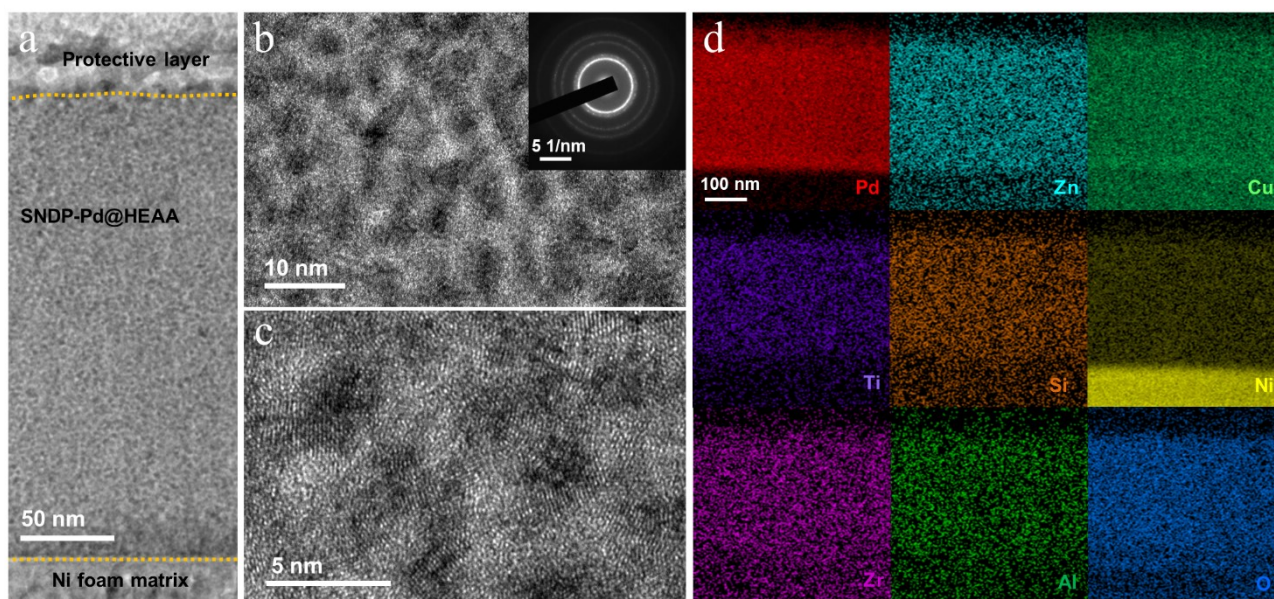 a
Protective layer
SNDP-Pd@HEAA
50 nm
Ni foam matrix
b
5 1/nm
10 nm
c
5 nm
d
100 nm
Pd
Zn
Cu
Ti
Si
Ni
Zr
Al
O